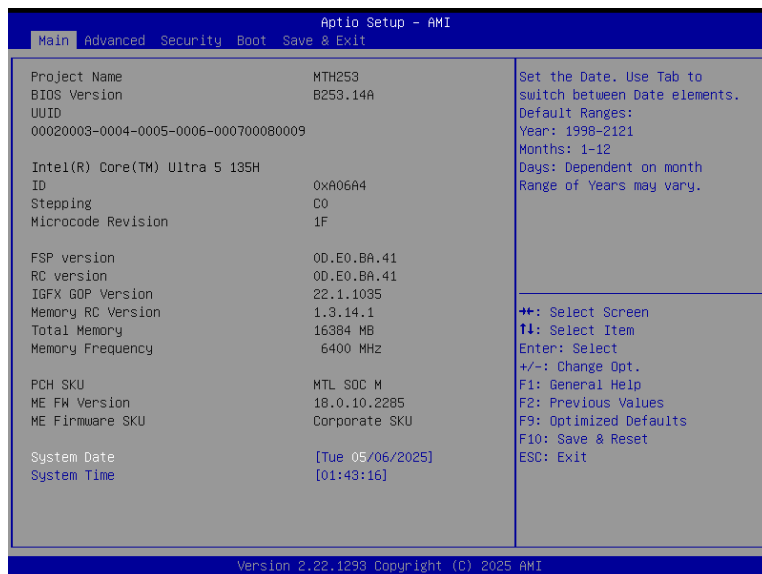 Aptio Setup - AMI
Main Advanced Security Boot Save & Exit
Project Name MTH253
BIOS Version B253.14A
UUID
00020003-0004-0005-0006-000700080009
Intel(R) Core(TM) Ultra 5 135H
ID 0xA06A4
Stepping C0
Microcode Revision 1F
FSP version 0D.E0.BA.41
RC version 0D.E0.BA.41
IGFX GOP Version 22.1.1035
Memory RC Version 1.3.14.1
Total Memory 16384 MB
Memory Frequency 6400 MHz
PCH SKU MTL SOC M
ME FW Version 18.0.10.2285
ME Firmware SKU Corporate SKU
System Date [Tue 05/06/2025]
System Time [01:43:16]
Set the Date. Use Tab to
switch between Date elements.
Default Ranges:
Year: 1998-2121
Months: 1-12
Days: Dependent on month
Range of Years may vary.
→←: Select Screen
↑↓: Select Item
Enter: Select
+/-: Change Opt.
F1: General Help
F2: Previous Values
F9: Optimized Defaults
F10: Save & Reset
ESC: Exit
Version 2.22.1293 Copyright (C) 2025 AMI